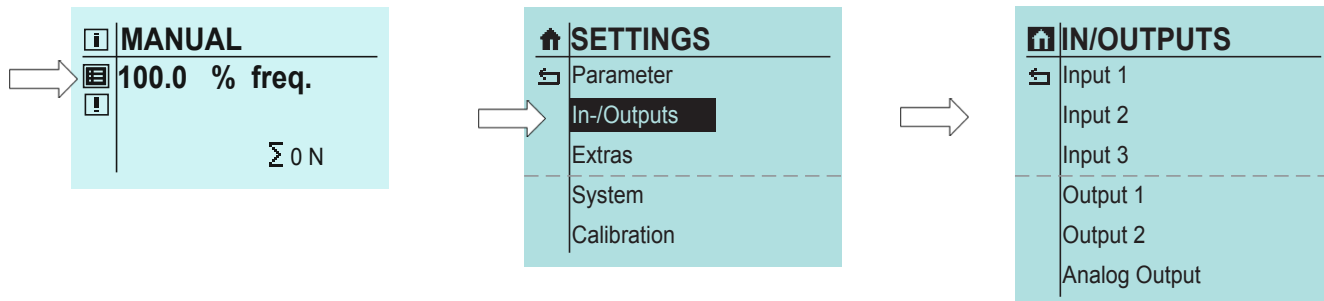 MANUAL
100.0 % freq.
Σ 0 N
SETTINGS
Parameter
In-/Outputs
Extras
System
Calibration
IN/OUTPUTS
Input 1
Input 2
Input 3
Output 1
Output 2
Analog Output